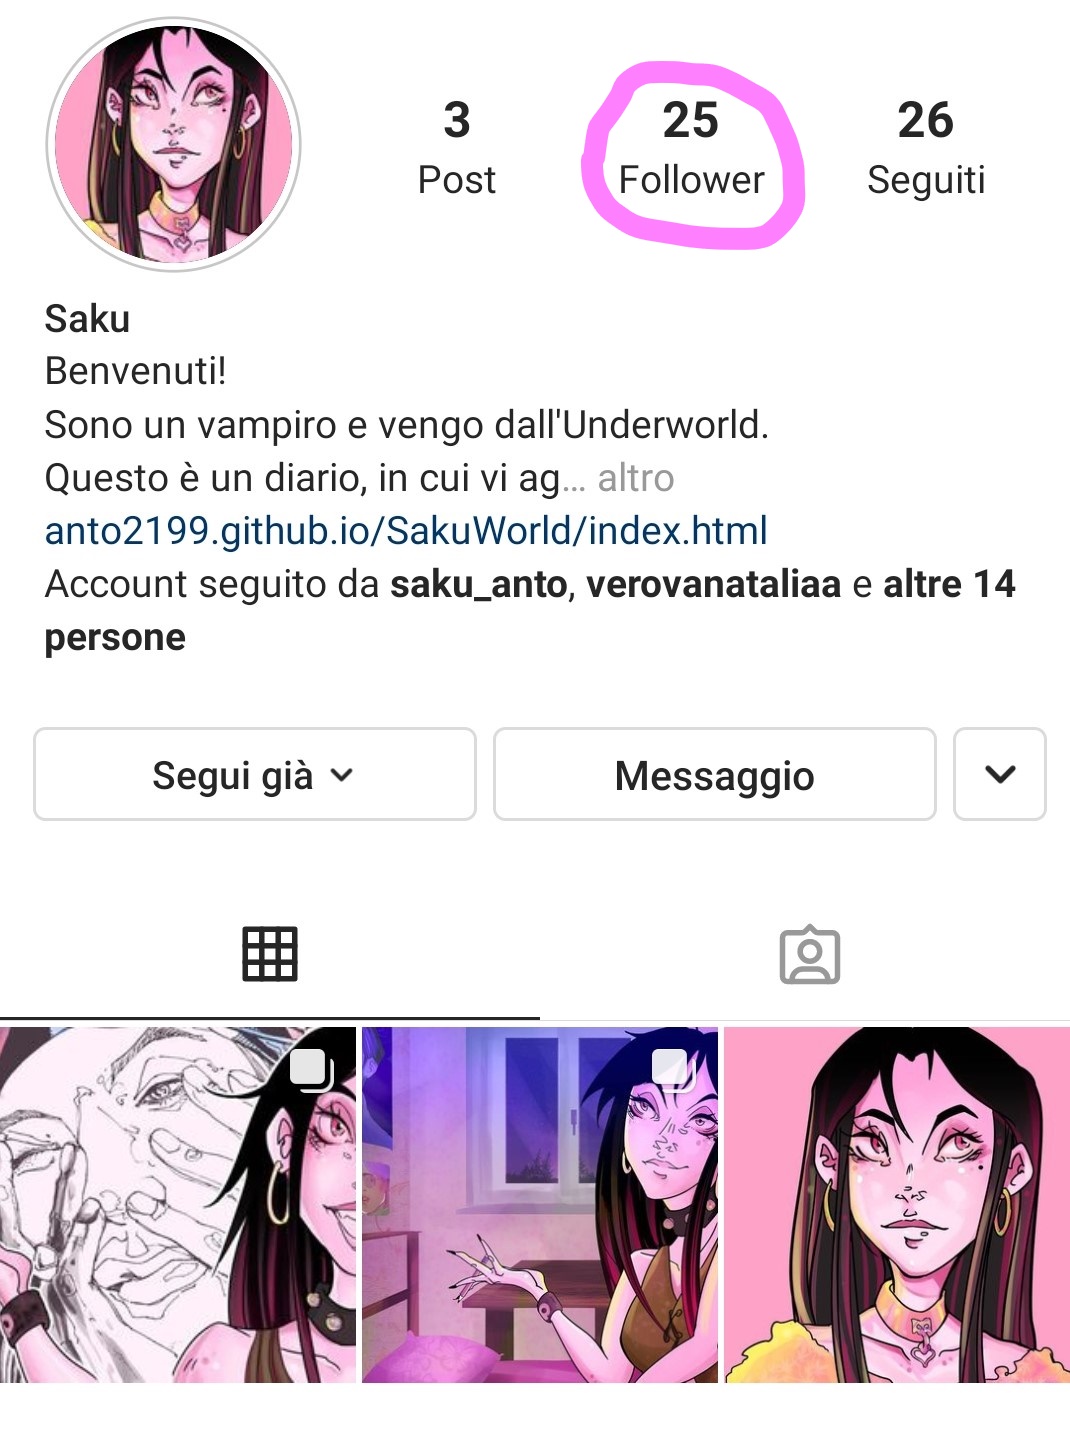 3 25 26
Post Follower Seguiti
Saku
Benvenuti!
Sono un vampiro e vengo dall'Underworld.
Questo è un diario, in cui vi ag... altro
anto2199.github.io/SakuWorld/index.html
Account seguito da saku_anto, verovanataliaa e altre 14
persone
Segui già Messaggio